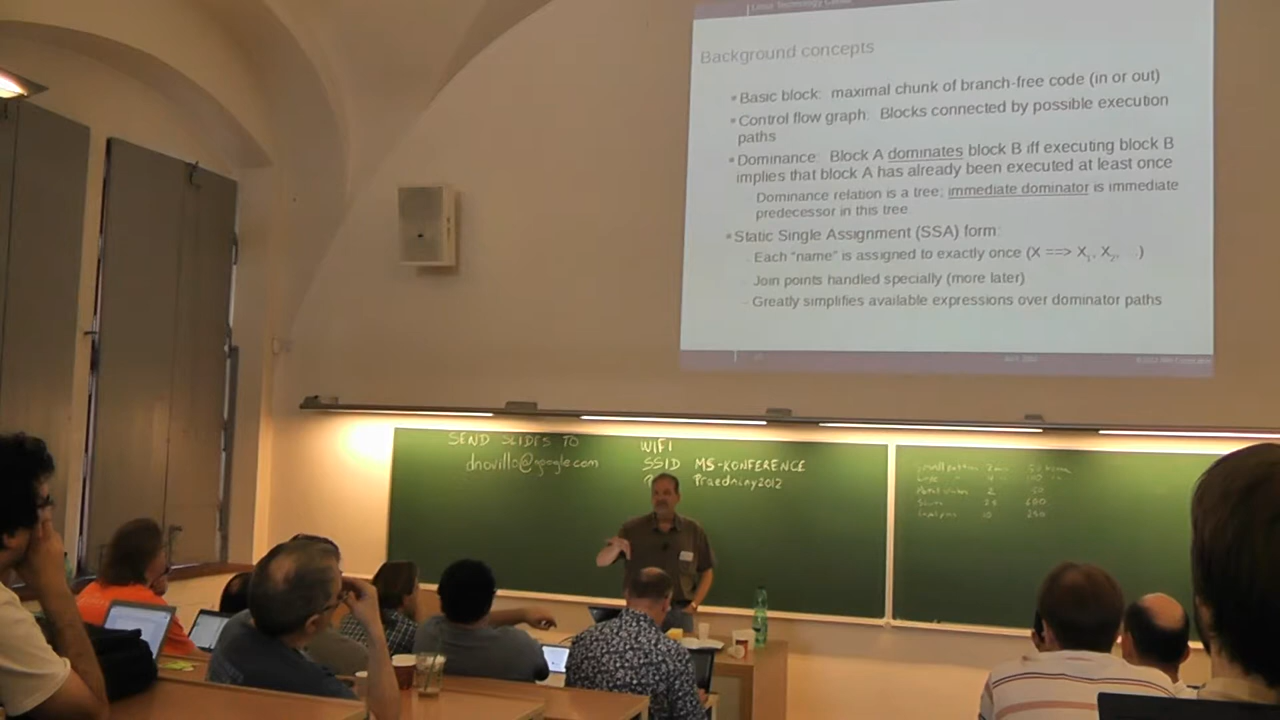 Linux Technology Center
Background concepts
Basic block: maximal chunk of branch-free code (in or out)
Control flow graph: Blocks connected by possible execution
paths
Dominance: Block A dominates block B iff executing block B
implies that block A has already been executed at least once
Dominance relation is a tree; immediate dominator is immediate
predecessor in this tree
Static Single Assignment (SSA) form:
Each "name" is assigned to exactly once (X ==> X1, X2, )
Join points handled specially (more later)
Greatly simplifies available expressions over dominator paths
SEND SLIDES TO
dnovillo@google.com
WIFI
SSID MS-KONFERENCE
Praedniny2012